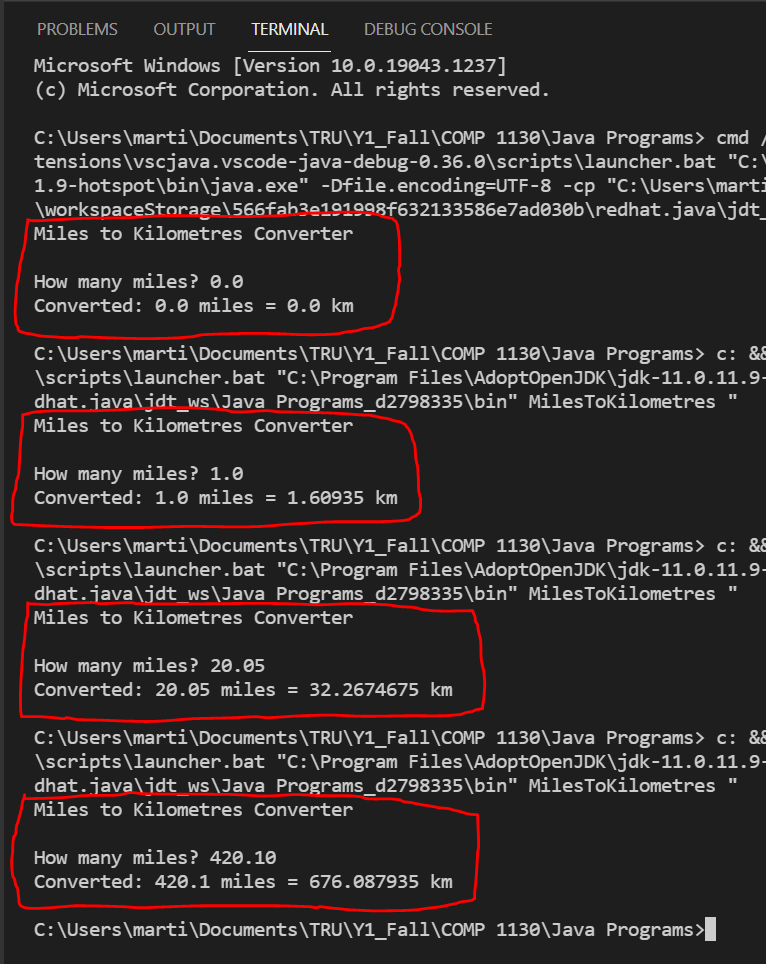 PROBLEMS OUTPUT TERMINAL DEBUG CONSOLE
Microsoft Windows [Version 10.0.19043.1237]
(c) Microsoft Corporation. All rights reserved.
C:\Users\marti\Documents\TRU\Y1_Fall\COMP 1130\Java Programs> cmd /
tensions\vscjava.vscode-java-debug-0.36.0\scripts\launcher.bat "C:\
1.9-hotspot\bin\java.exe" -Dfile.encoding=UTF-8 -cp "C:\Users\marti
\workspaceStorage\566fab3e191998f632133586e7ad030b\redhat.java\jdt_
Miles to Kilometres Converter
How many miles? 0.0
Converted: 0.0 miles = 0.0 km
C:\Users\marti\Documents\TRU\Y1_Fall\COMP 1130\Java Programs> c: &&
\scripts\launcher.bat "C:\Program Files\AdoptOpenJDK\jdk-11.0.11.9-
dhat.java\jdt_ws\Java Programs_d2798335\bin" MilesToKilometres "
Miles to Kilometres Converter
How many miles? 1.0
Converted: 1.0 miles = 1.60935 km
C:\Users\marti\Documents\TRU\Y1_Fall\COMP 1130\Java Programs> c: &&
\scripts\launcher.bat "C:\Program Files\AdoptOpenJDK\jdk-11.0.11.9-
dhat.java\jdt_ws\Java Programs_d2798335\bin" MilesToKilometres "
Miles to Kilometres Converter
How many miles? 20.05
Converted: 20.05 miles = 32.2674675 km
C:\Users\marti\Documents\TRU\Y1_Fall\COMP 1130\Java Programs> c: &&
\scripts\launcher.bat "C:\Program Files\AdoptOpenJDK\jdk-11.0.11.9-
dhat.java\jdt_ws\Java Programs_d2798335\bin" MilesToKilometres "
Miles to Kilometres Converter
How many miles? 420.10
Converted: 420.1 miles = 676.087935 km
C:\Users\marti\Documents\TRU\Y1_Fall\COMP 1130\Java Programs>